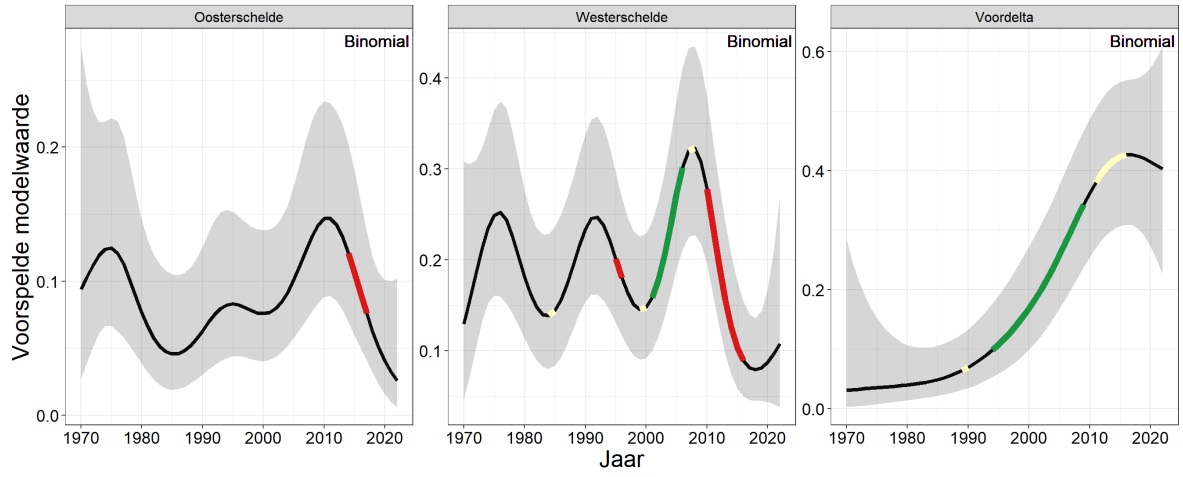 Oosterschelde
Westerschelde
Voordelta
Binomial
Binomial
Binomial
Voorspelde modelwaarde
0.2
0.1
0.0
0.4
0.3
0.2
0.1
0.6
0.4
0.2
0.0
1970 1980 1990 2000 2010 2020
1970 1980 1990 2000 2010 2020
1970 1980 1990 2000 2010 2020
Jaar